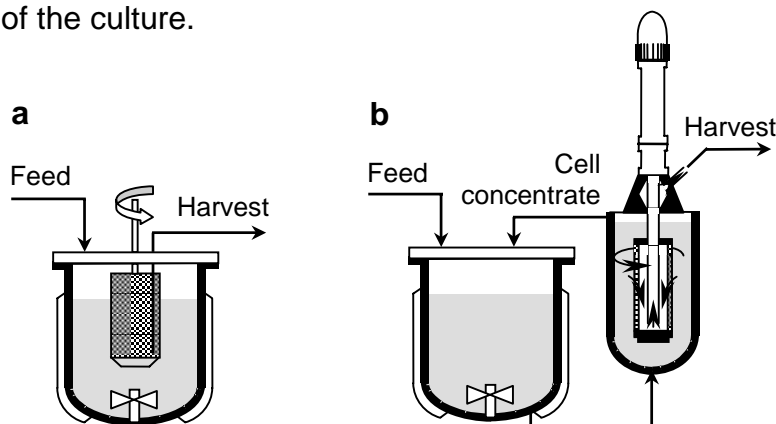 of the culture.
a
b
Feed
Harvest
Feed
Cell
concentrate
Harvest